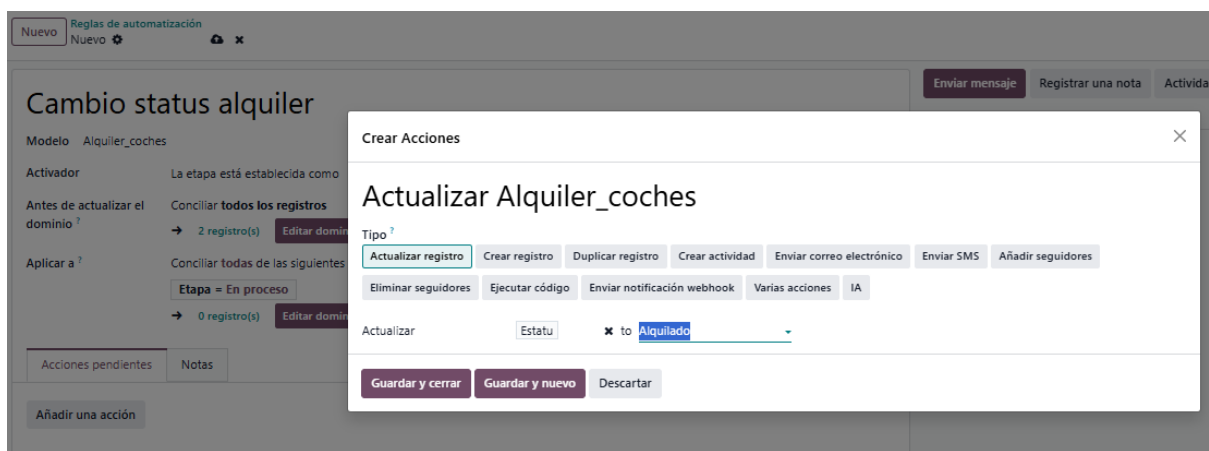 Nuevo
Reglas de automatización
Nuevo
Enviar mensaje Registrar una nota Activida
Cambio status alquiler
Modelo Alquiler_coches
Activador La etapa está establecida como
Antes de actualizar el dominio ? Conciliar todos los registros
→ 2 registro(s) Editar domin
Aplicar a ? Conciliar todas de las siguientes
Etapa = En proceso
→ 0 registro(s) Editar domin
Acciones pendientes Notas
Añadir una acción
Crear Acciones
Actualizar Alquiler_coches
Tipo ?
Actualizar registro Crear registro Duplicar registro Crear actividad Enviar correo electrónico Enviar SMS Añadir seguidores
Eliminar seguidores Ejecutar código Enviar notificación webhook Varias acciones IA
Actualizar Estatu to Alquilado
Guardar y cerrar Guardar y nuevo Descartar